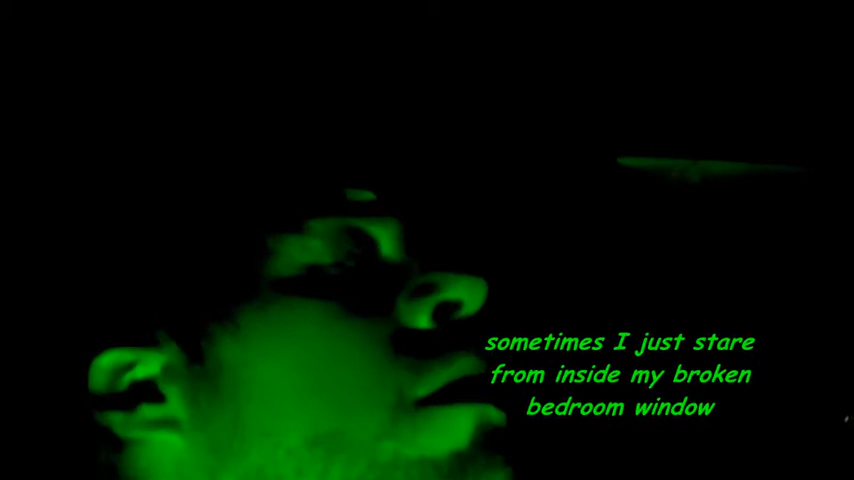 sometimes I just stare
from inside my broken
bedroom window